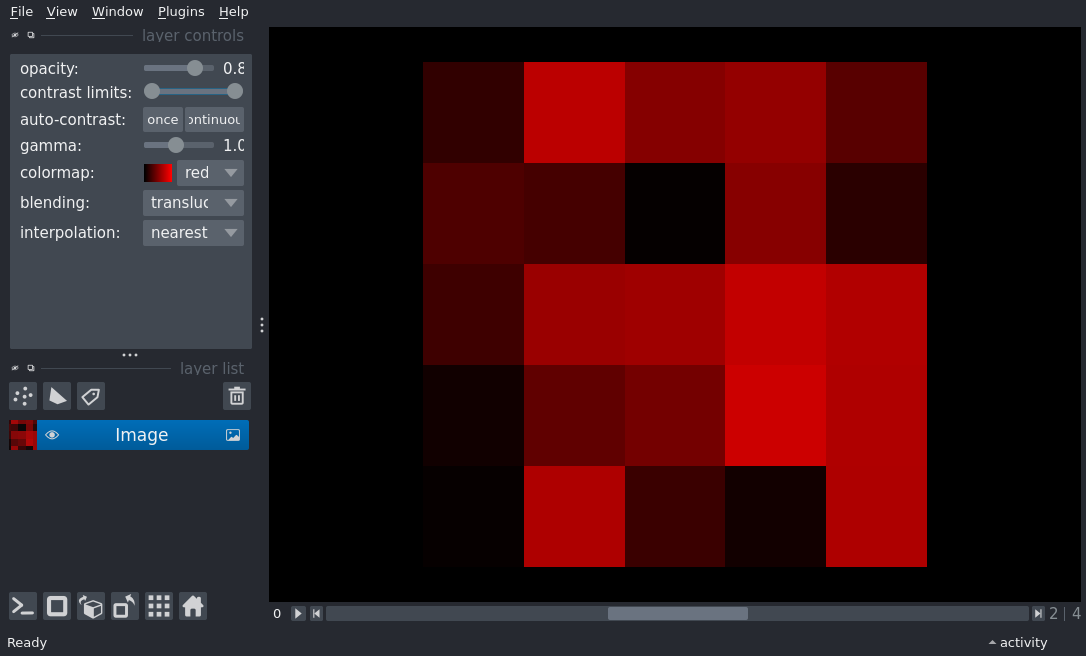 File View Window Plugins Help
layer controls
opacity: 0.8
contrast limits:
auto-contrast: once ontinuou
gamma: 1.0
colormap: red
blending: transluc
interpolation: nearest
layer list
Image
0 2 | 4
Ready
activity